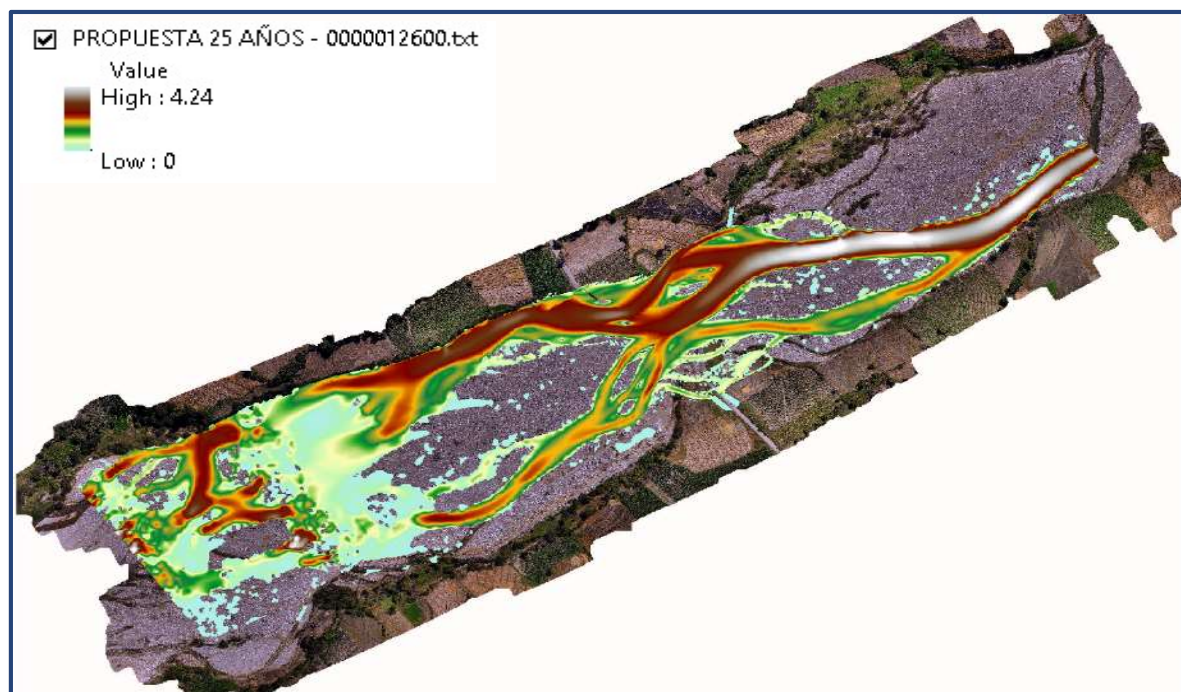 PROPUESTA 25 AÑOS - 0000012600.txt
Value
High : 4.24
Low : 0